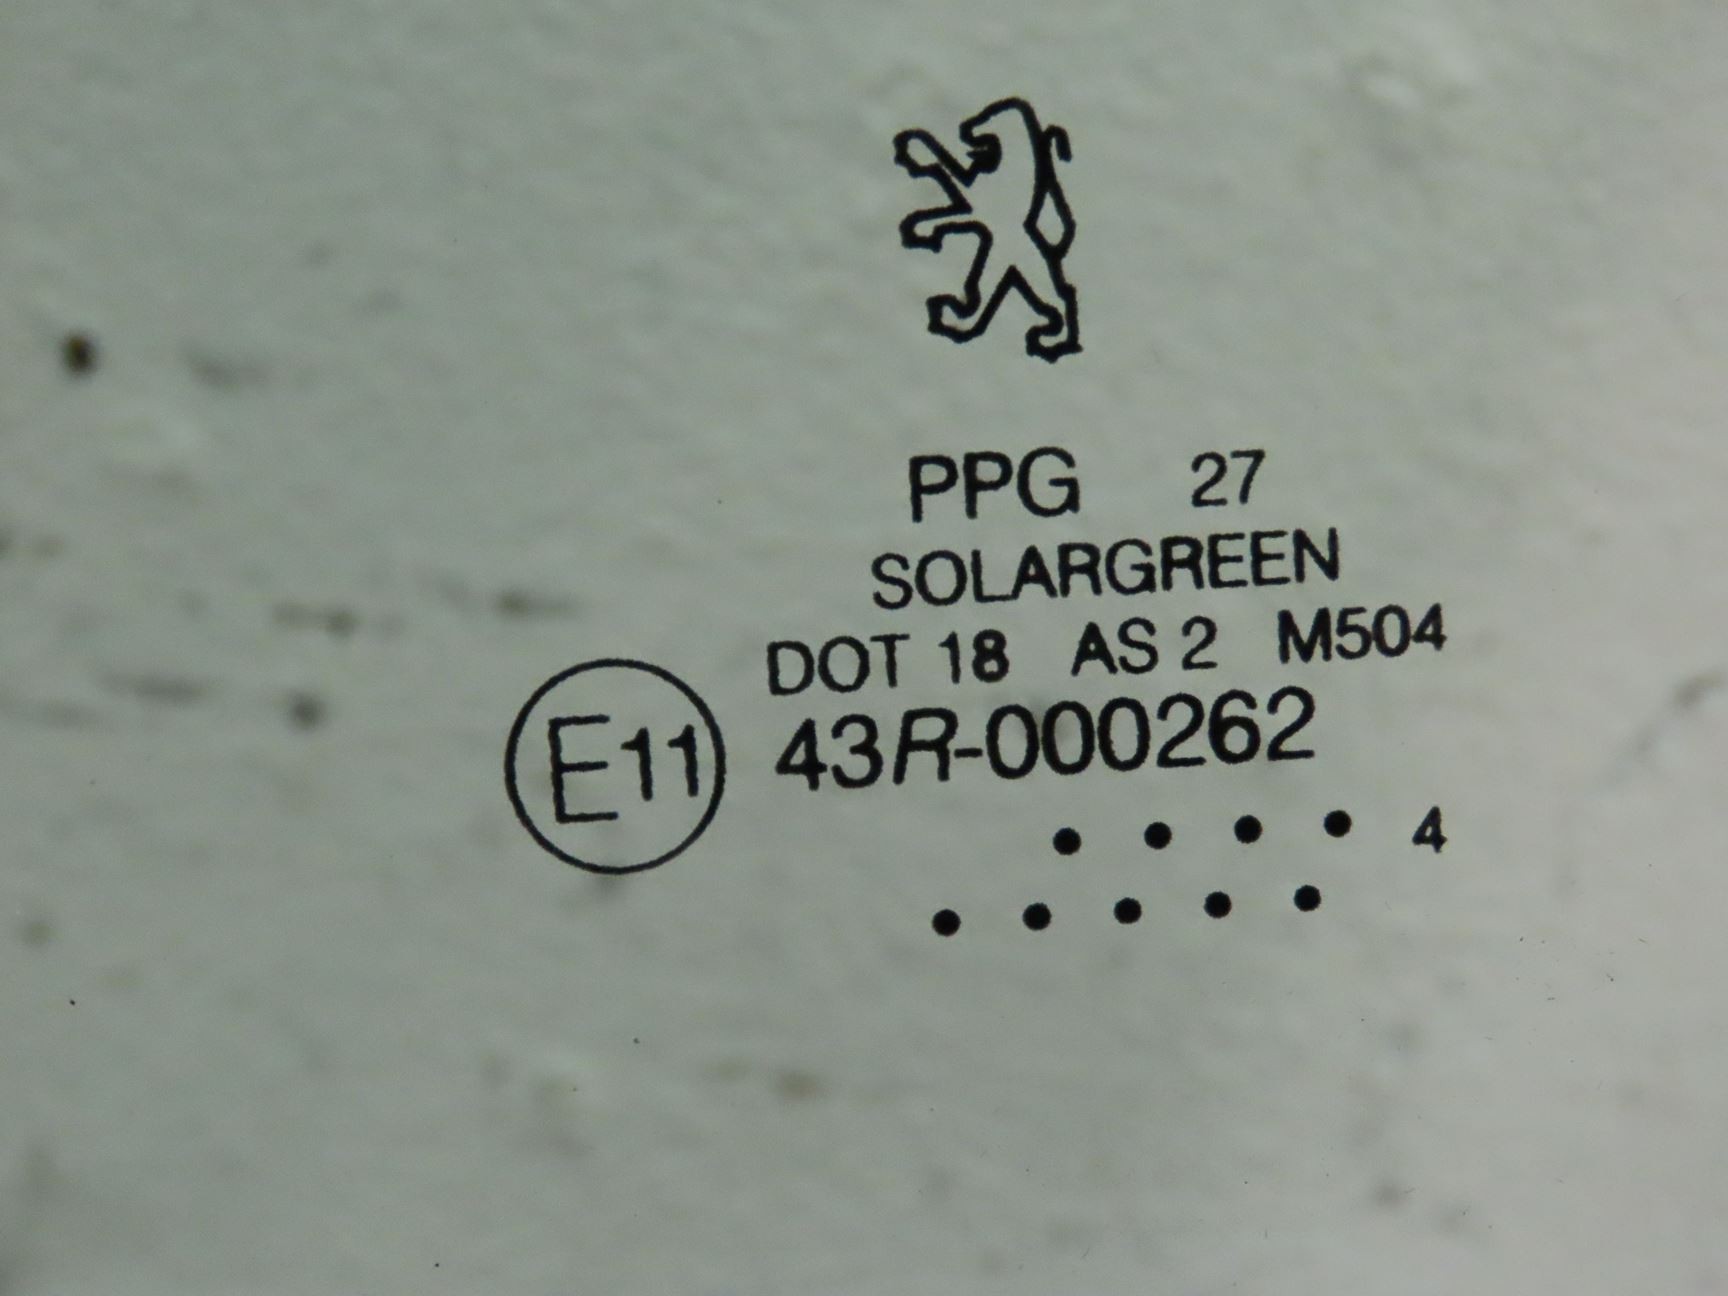 PPG 27
SOLARGREEN
DOT 18 AS 2 M504
E11 43R-000262
• • • • 4
• • • • •